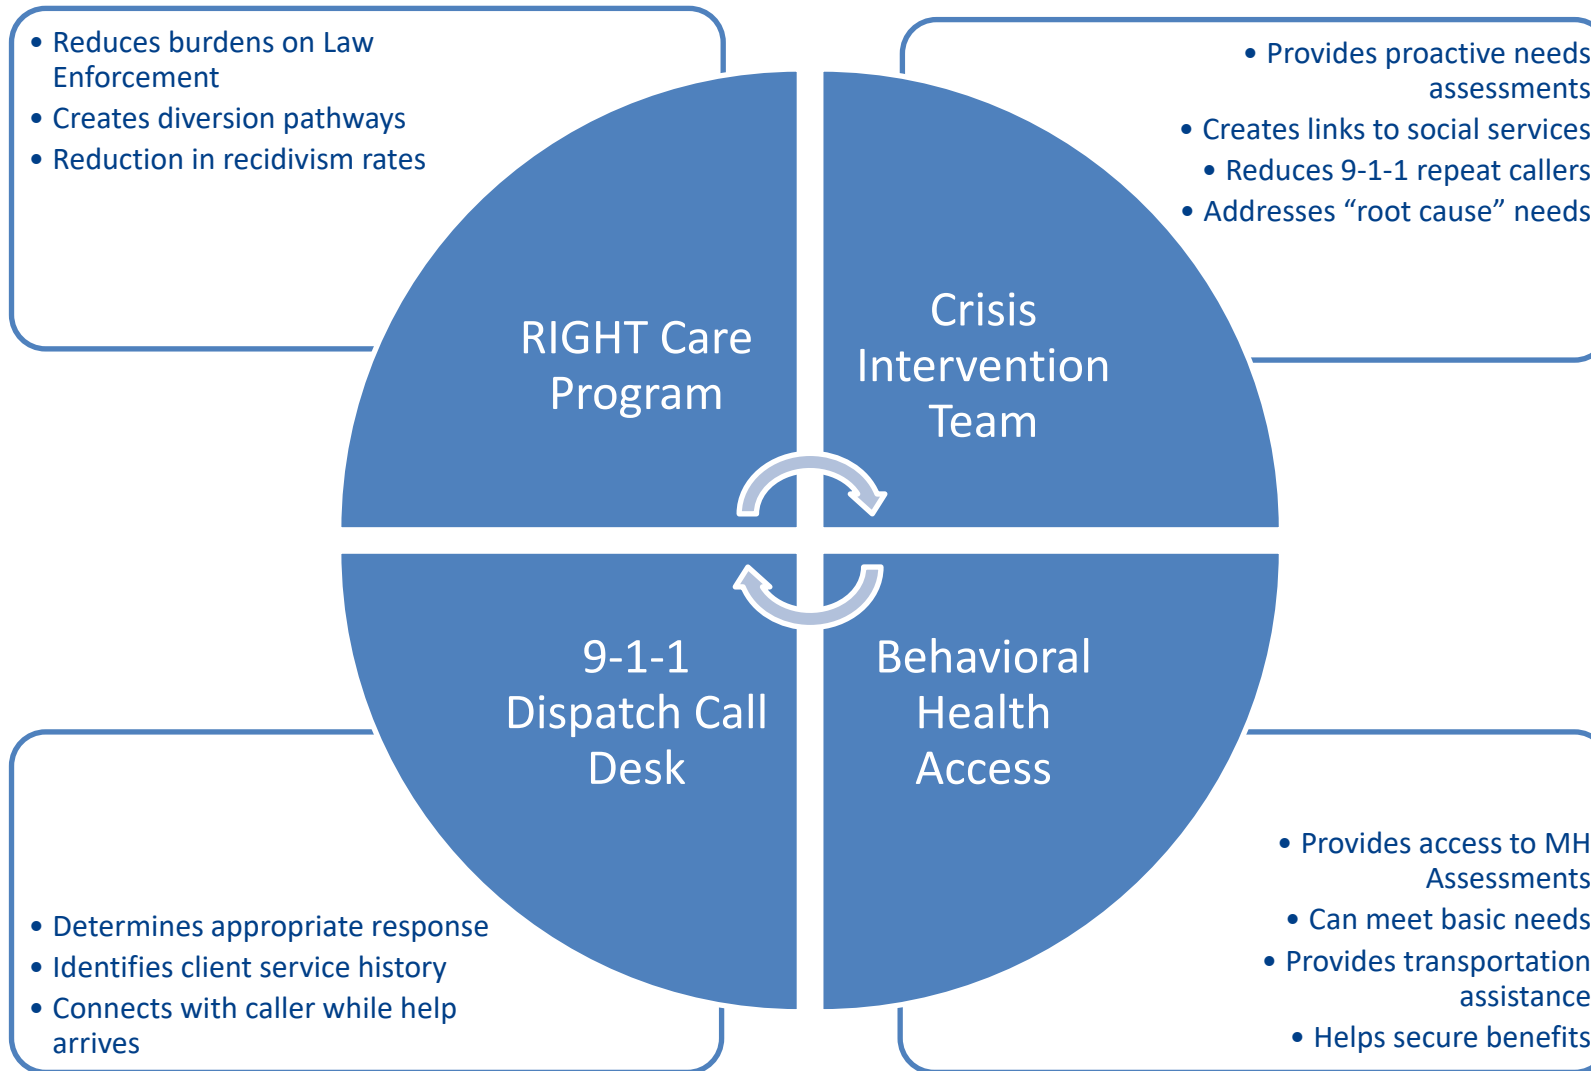 • Reduces burdens on Law
Enforcement
• Creates diversion pathways
• Reduction in recidivism rates
• Provides proactive needs
assessments
• Creates links to social services
• Reduces 9-1-1 repeat callers
• Addresses “root cause” needs
RIGHT Care
Program
Crisis
Intervention
Team
9-1-1
Dispatch Call
Desk
Behavioral
Health
Access
• Determines appropriate response
• Identifies client service history
• Connects with caller while help
arrives
• Provides access to MH
Assessments
• Can meet basic needs
• Provides transportation
assistance
• Helps secure benefits